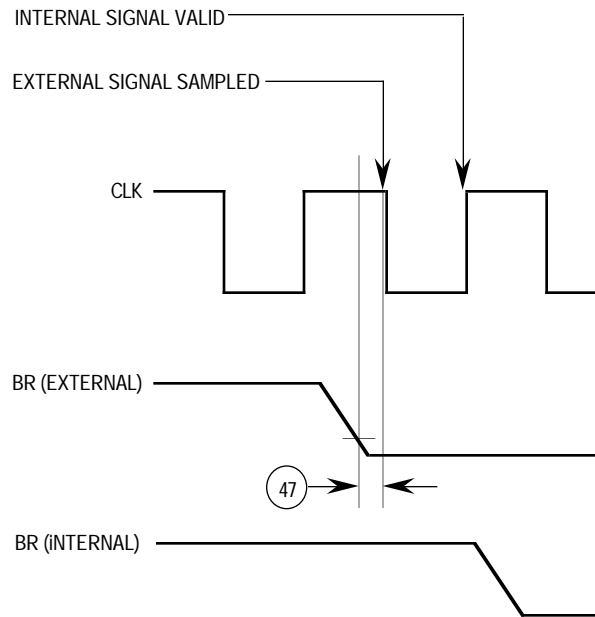 INTERNAL SIGNAL VALID
EXTERNAL SIGNAL SAMPLED
CLK
BR (EXTERNAL)
47
BR (iNTERNAL)